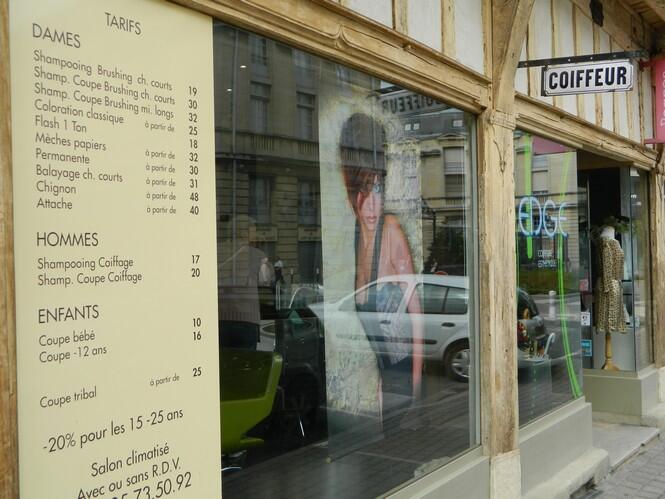 TARIFS
DAMES
Shampooing Brushing ch. courts 19
Shamp. Coupe Brushing ch. courts 30
Shamp. Coupe Brushing mi. longs 32
Coloration classique à partir de 25
Flash 1 Ton 18
Mèches papiers à partir de 32
Permanente à partir de 30
Balayage ch. courts à partir de 31
Chignon à partir de 48
Attache à partir de 40
HOMMES
Shampooing Coiffage 17
Shamp. Coupe Coiffage 20
ENFANTS
Coupe bébé 10
Coupe -12 ans 16
Coupe tribal à partir de 25
-20% pour les 15 -25 ans
Salon climatisé
Avec ou sans R.D.V.
5.73.50.92
COIFFEUR
EDGE